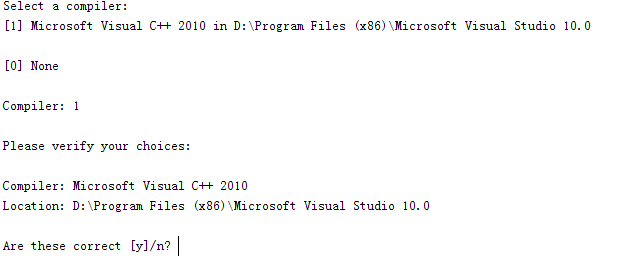 Select a compiler:
[1] Microsoft Visual C++ 2010 in D:\Program Files (x86)\Microsoft Visual Studio 10.0
[0] None
Compiler: 1
Please verify your choices:
Compiler: Microsoft Visual C++ 2010
Location: D:\Program Files (x86)\Microsoft Visual Studio 10.0
Are these correct [y]/n?